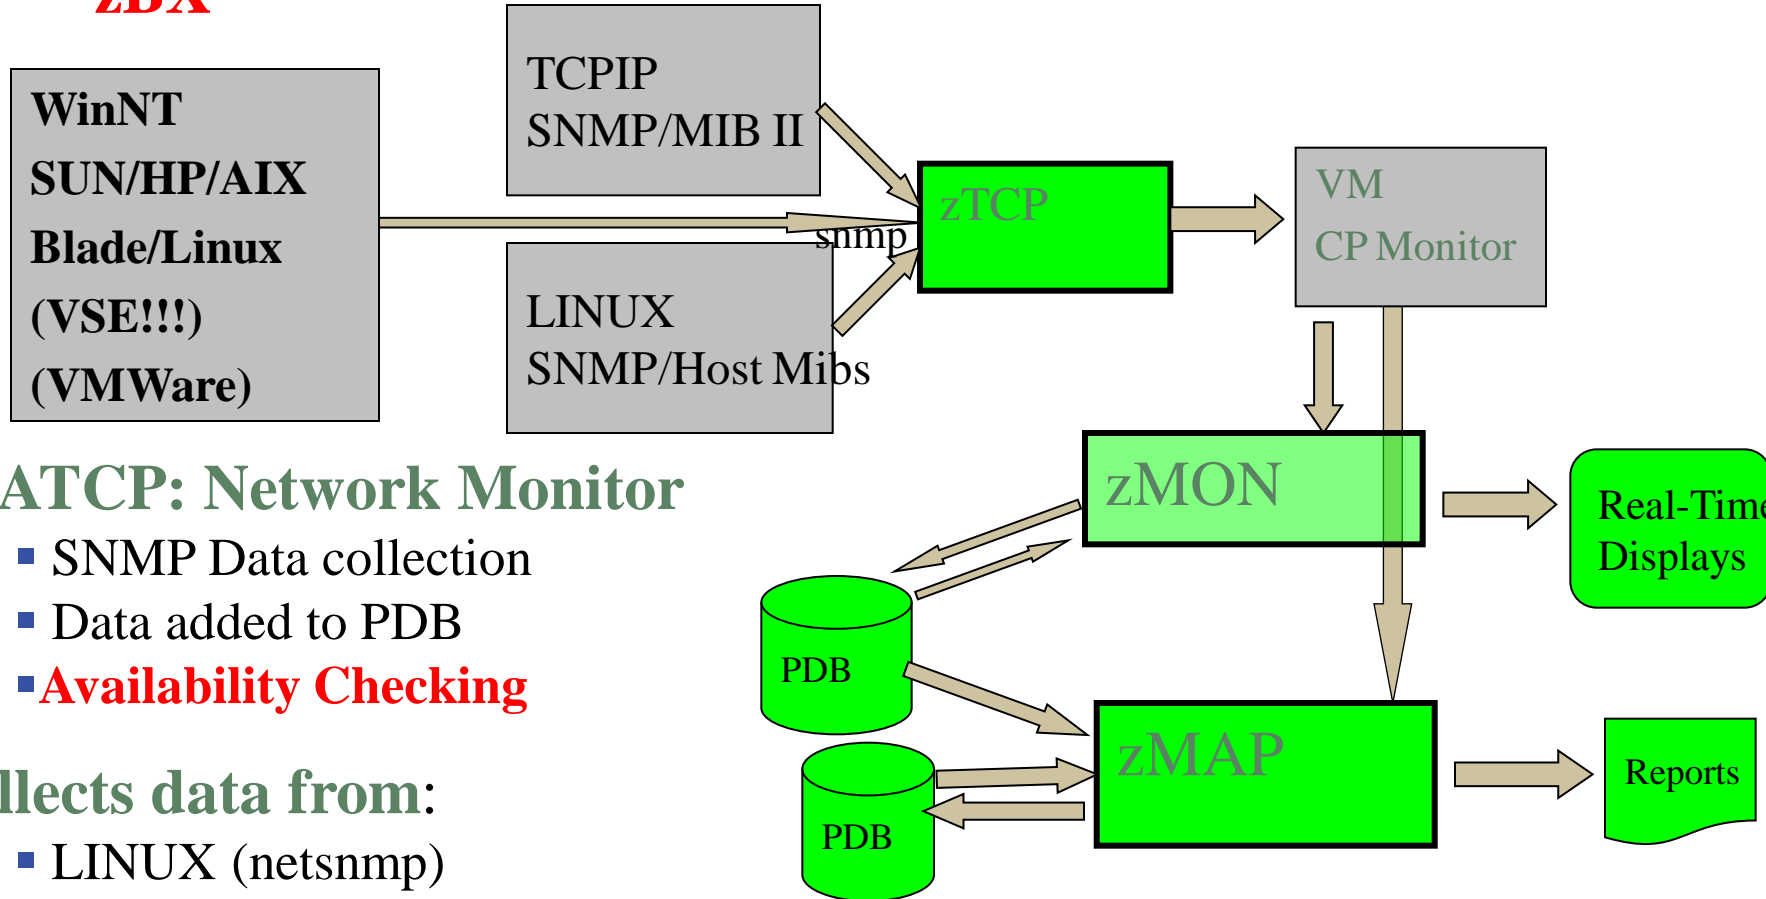 zBX
WinNT
SUN/HP/AIX
Blade/Linux
(VSE!!!)
(VMWare)
TCPIP
SNMP/MIB II
snmp
LINUX
SNMP/Host Mibs
zTCP
VM
CP Monitor
zMON
Real-Time
Displays
ATCP: Network Monitor
SNMP Data collection
Data added to PDB
Availability Checking
PDB
zMAP
Reports
PDB
llects data from:
LINUX (netsnmp)